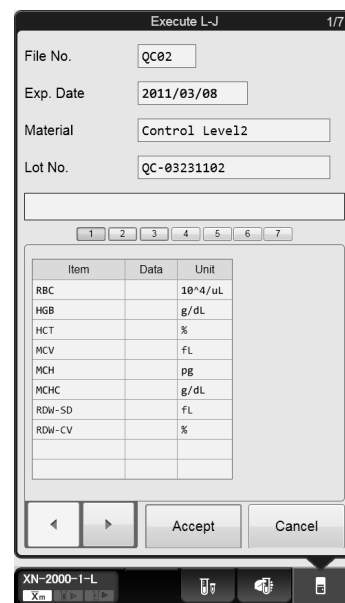 Execute L-J 1/7
File No. QC02
Exp. Date 2011/03/08
Material Control Level2
Lot No. QC-03231102
1 2 3 4 5 6 7
Item Data Unit
RBC 10^4/uL
HGB g/dL
HCT %
MCV fL
MCH pg
MCHC g/dL
RDW-SD fL
RDW-CV %
Accept Cancel
XN-2000-1-L
Xm